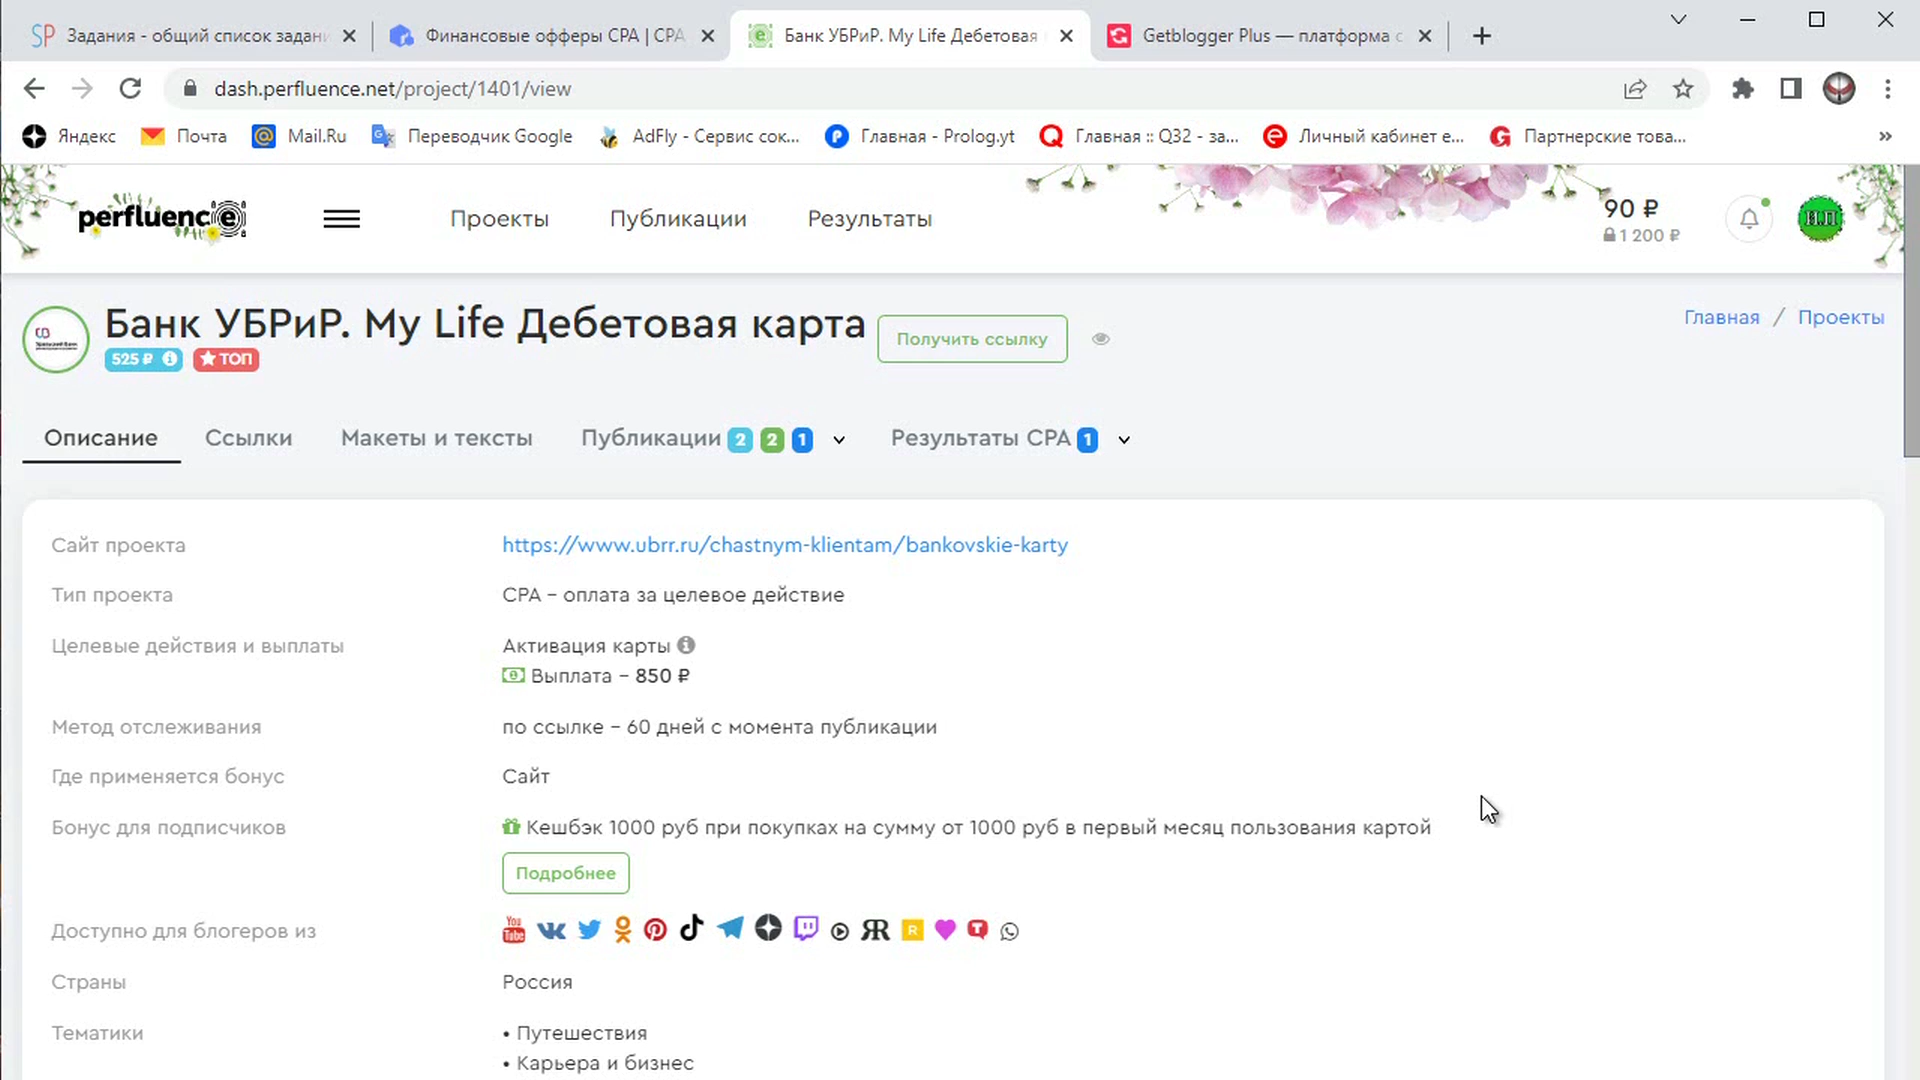 Задания - общий список задани
Финансовые офферы CPA | CPA
Банк УБРиР. My Life Дебетовая
Getblogger Plus — платформа с
dash.perfluence.net/project/1401/view
Яндекс
Почта
Mail.Ru
Переводчик Google
AdFly - Сервис сок...
Главная - Prolog.yt
Главная :: Q32 - за...
Личный кабинет e...
Партнерские това...
perfluence
Проекты
Публикации
Результаты
90 ₽
1 200 ₽
И.П
Банк УБРиР. My Life Дебетовая карта
525 ₽
ТОП
Получить ссылку
Главная / Проекты
Описание
Ссылки
Макеты и тексты
Публикации 2 2 1
Результаты CPA 1
Сайт проекта
https://www.ubrr.ru/chastnym-klientam/bankovskie-karty
Тип проекта
CPA – оплата за целевое действие
Целевые действия и выплаты
Активация карты
Выплата – 850 ₽
Метод отслеживания
по ссылке – 60 дней с момента публикации
Где применяется бонус
Сайт
Бонус для подписчиков
Кешбэк 1000 руб при покупках на сумму от 1000 руб в первый месяц пользования картой
Подробнее
Доступно для блогеров из
Страны
Россия
Тематики
• Путешествия
• Карьера и бизнес